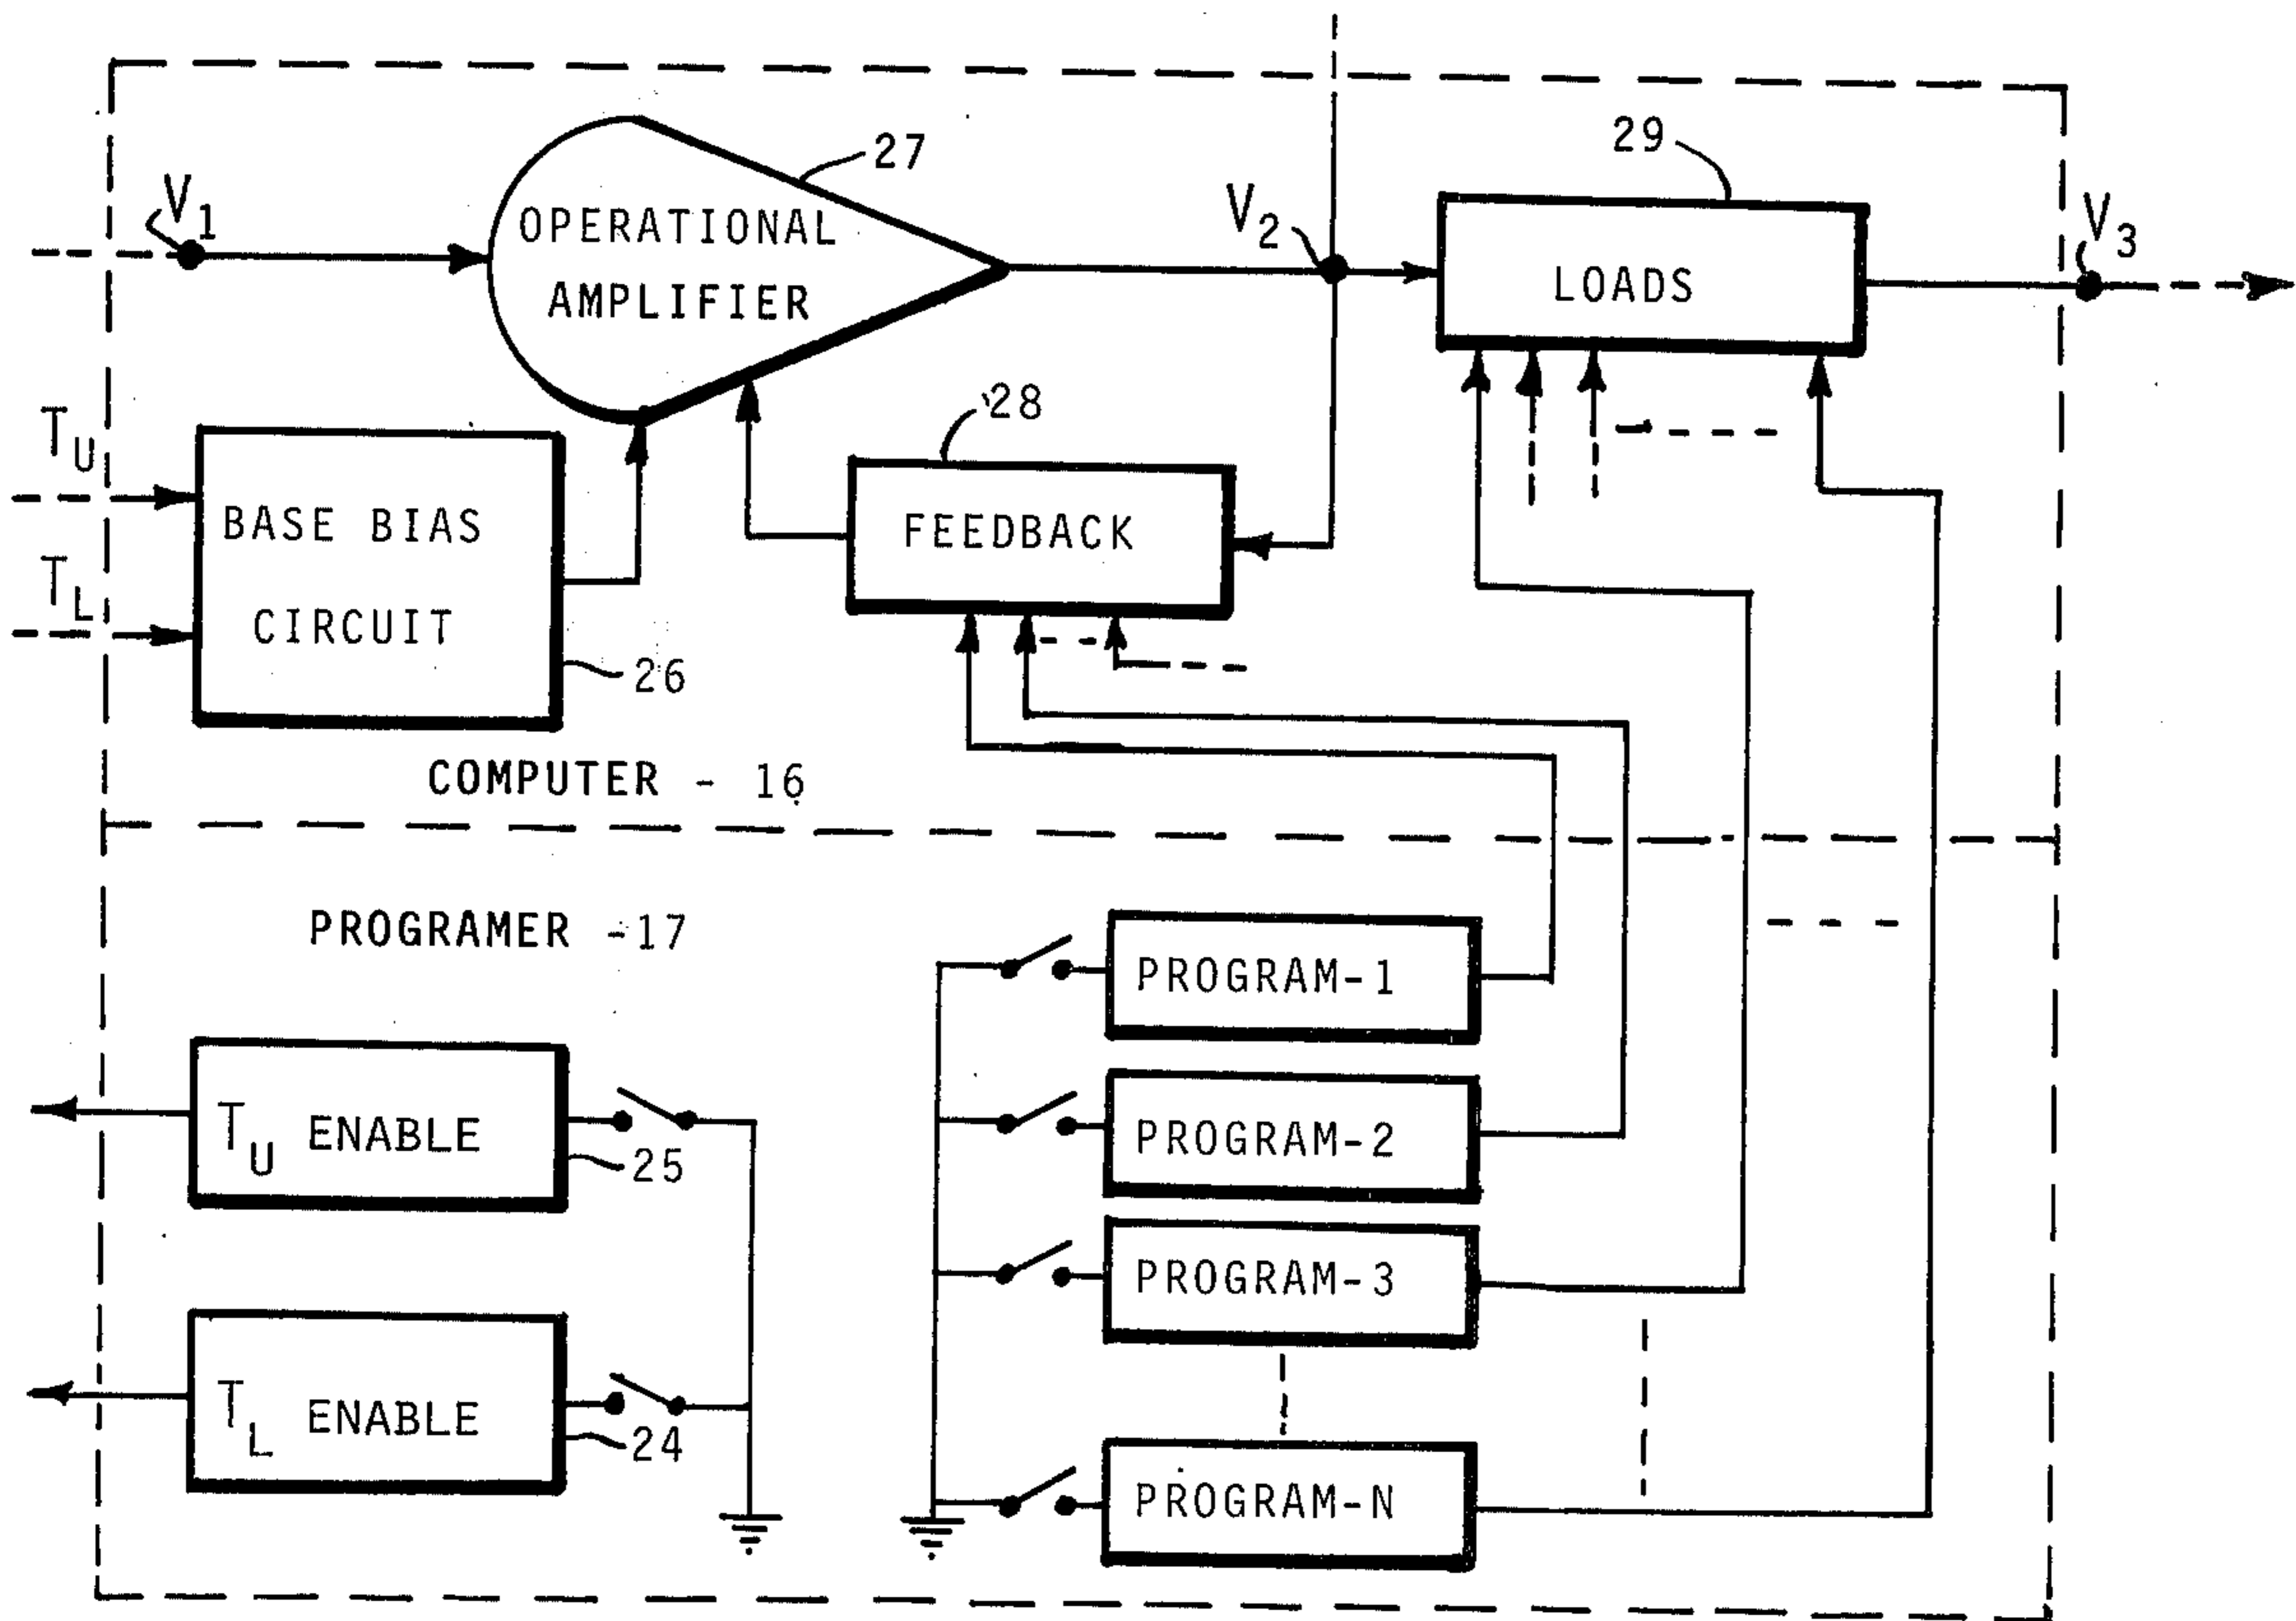 27
29
V1
V2
V3
OPERATIONAL
AMPLIFIER
LOADS
28
TU
BASE BIAS
CIRCUIT
FEEDBACK
TL
26
COMPUTER - 16
PROGRAMER -17
PROGRAM-1
TU ENABLE
25
PROGRAM-2
PROGRAM-3
TL ENABLE
24
PROGRAM-N